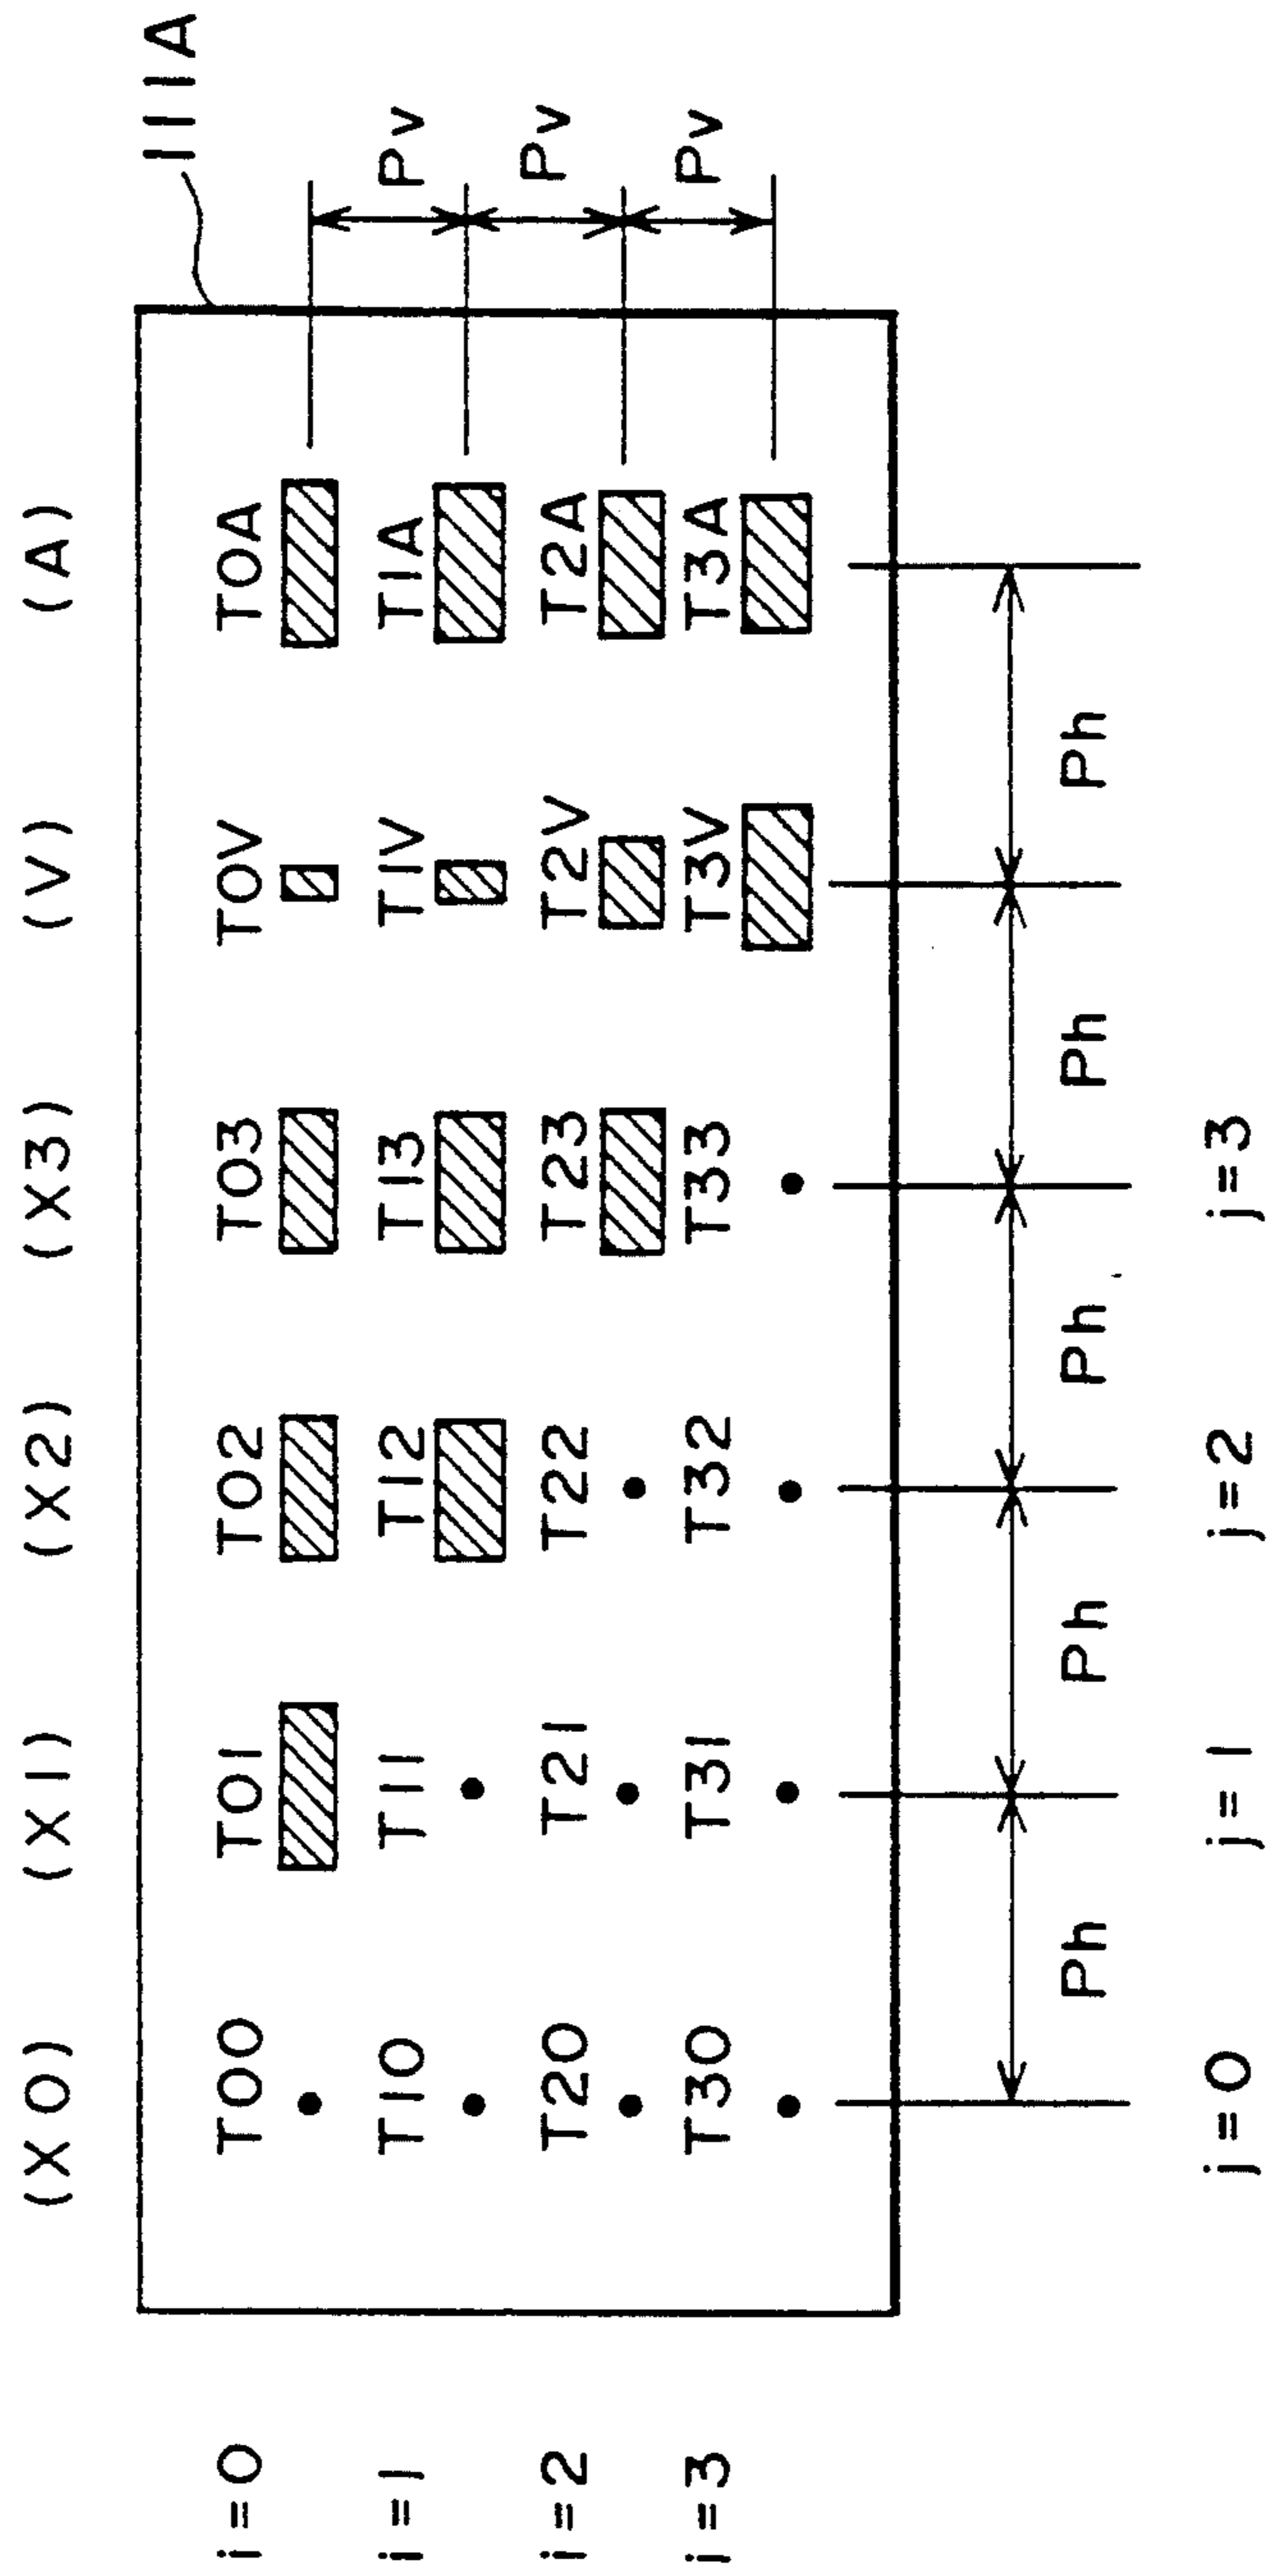 111A
(X0) (X1) (X2) (X3) (V) (A)
i=0 T00 T01 T02 T03 T0V T0A
Pv
i=1 T10 T11 T12 T13 T1V T1A
Pv
i=2 T20 T21 T22 T23 T2V T2A
Pv
i=3 T30 T31 T32 T33 T3V T3A
Ph Ph Ph Ph Ph
j=0 j=1 j=2 j=3